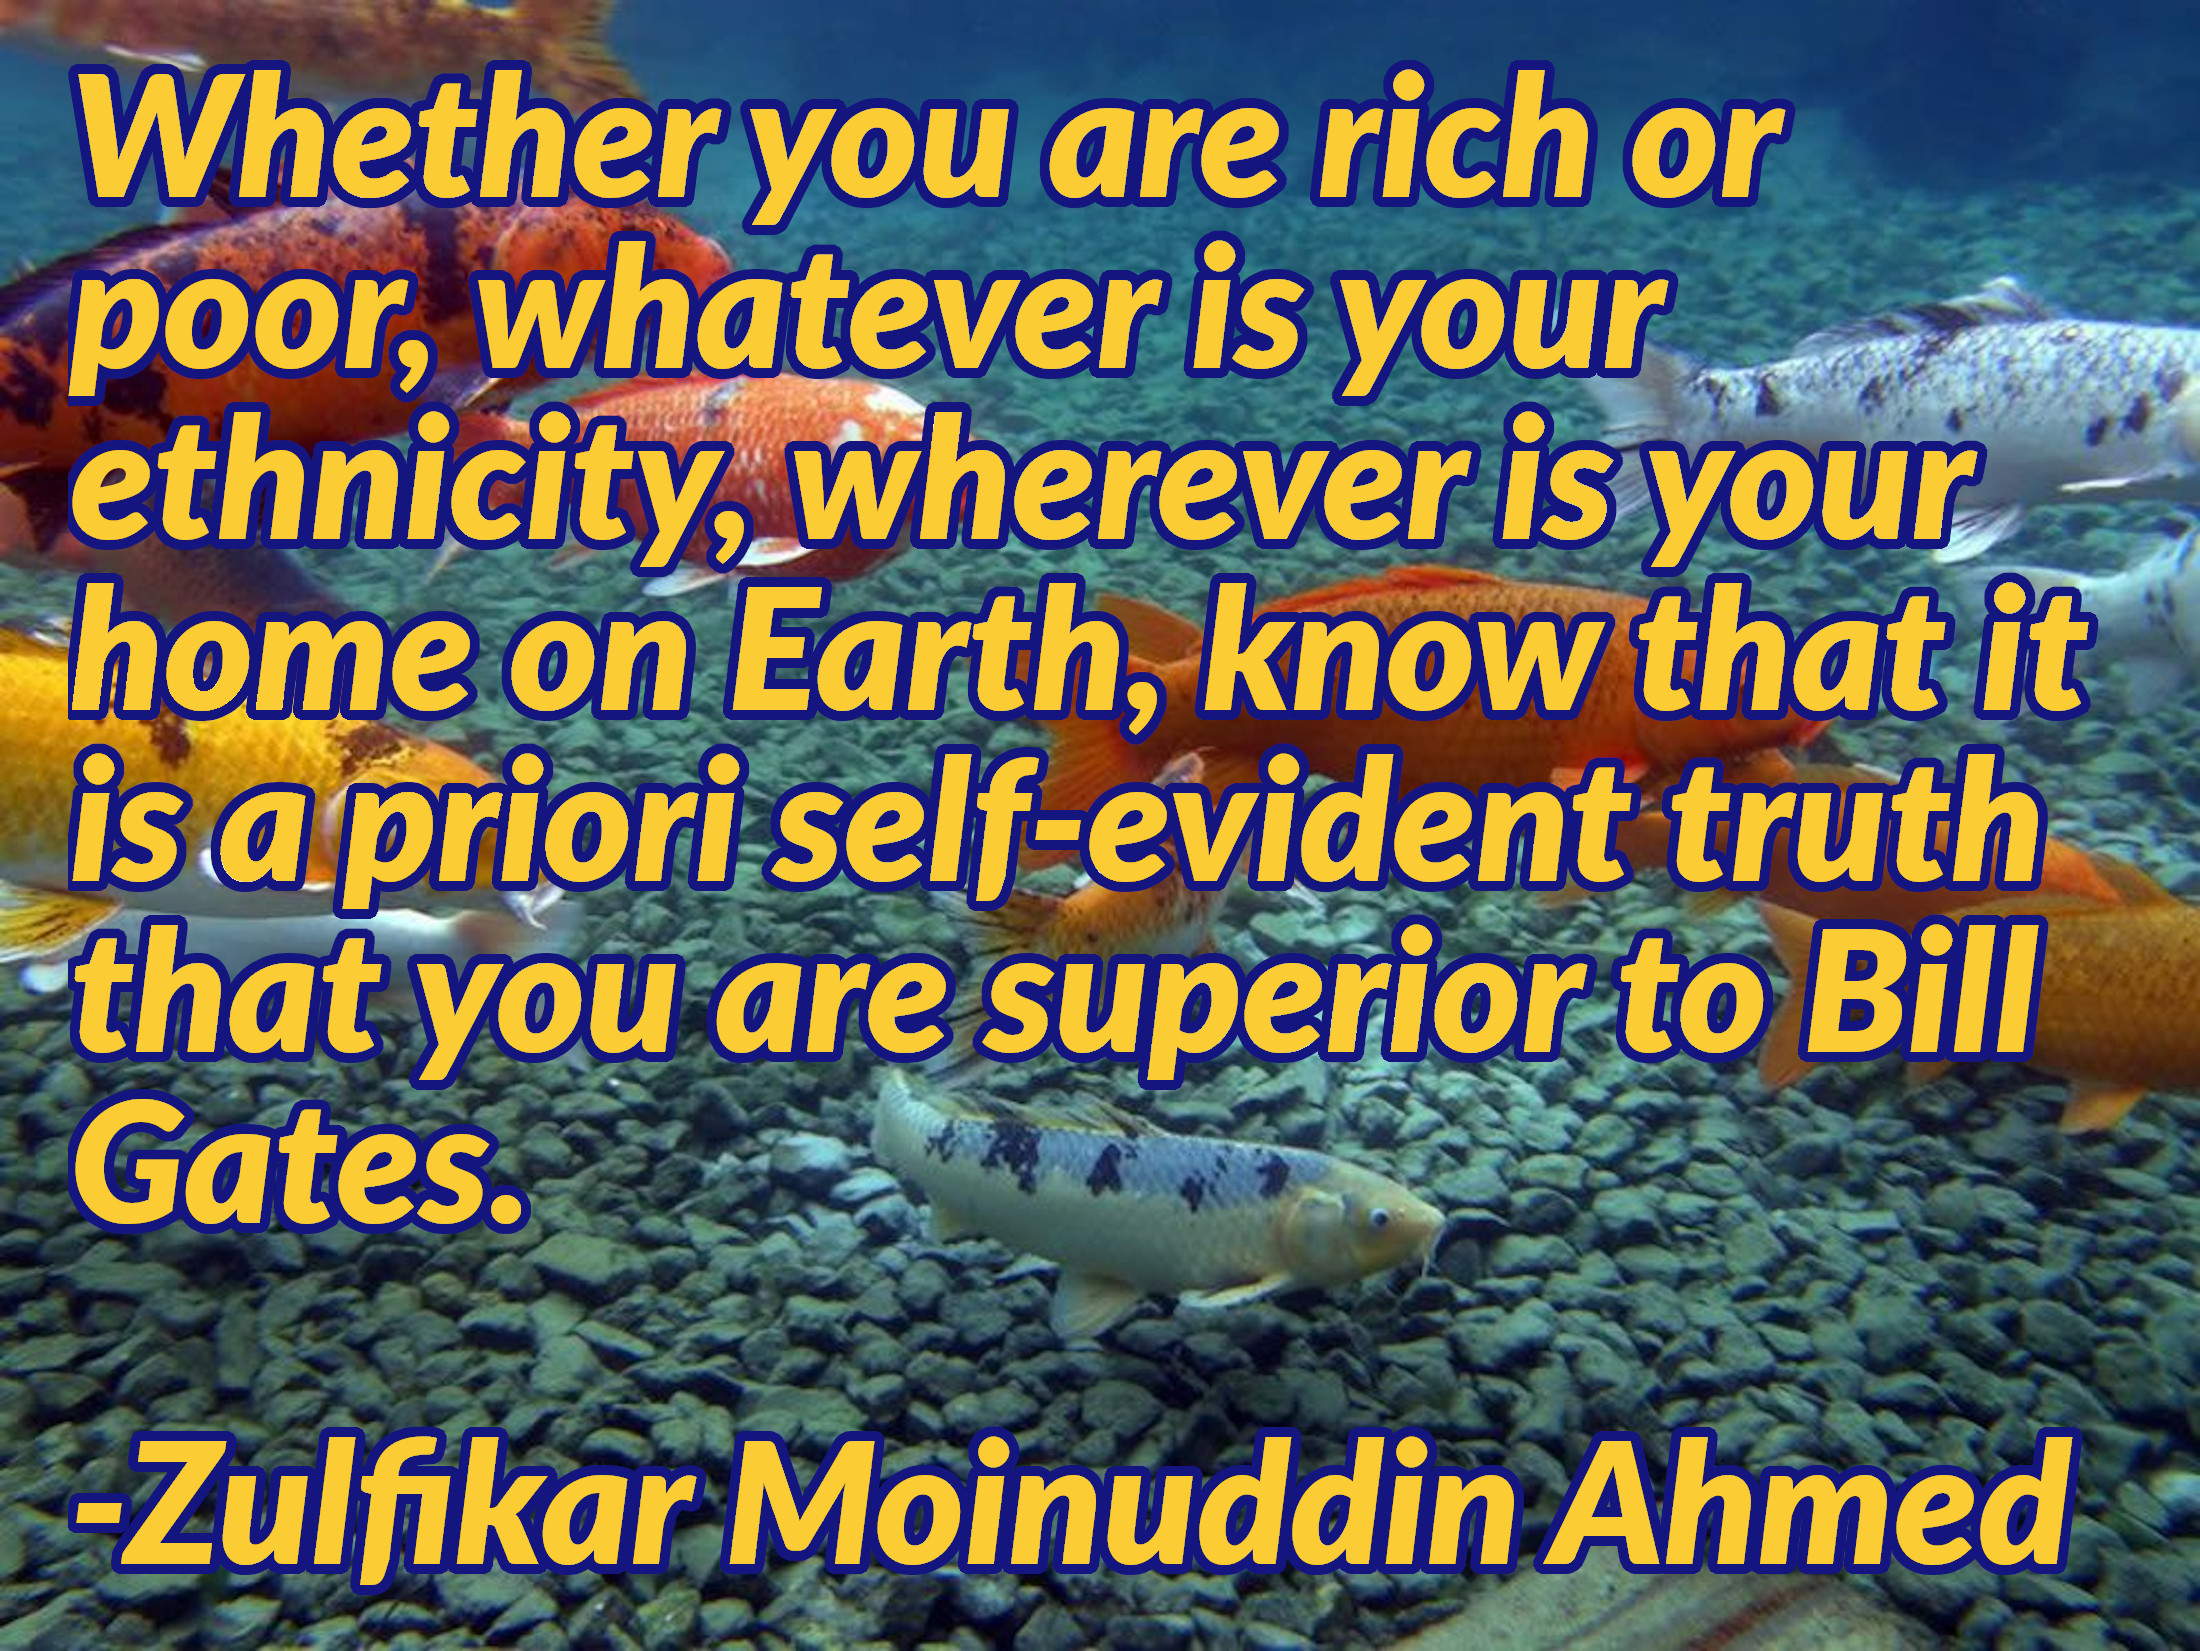 Whether you are rich or
poor, whatever is your
ethnicity, wherever is your
home on Earth, know that it
is a priori self-evident truth
that you are superior to Bill
Gates.
-Zulfikar Moinuddin Ahmed